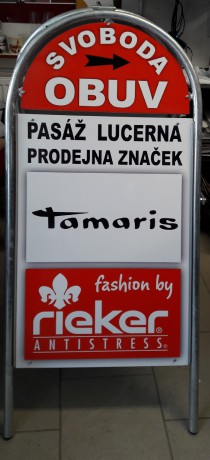 SVOBODA
OBUV
PASÁŽ LUCERNA
PRODEJNA ZNAČEK
Tamaris
fashion by
rieker®
ANTISTRESS®